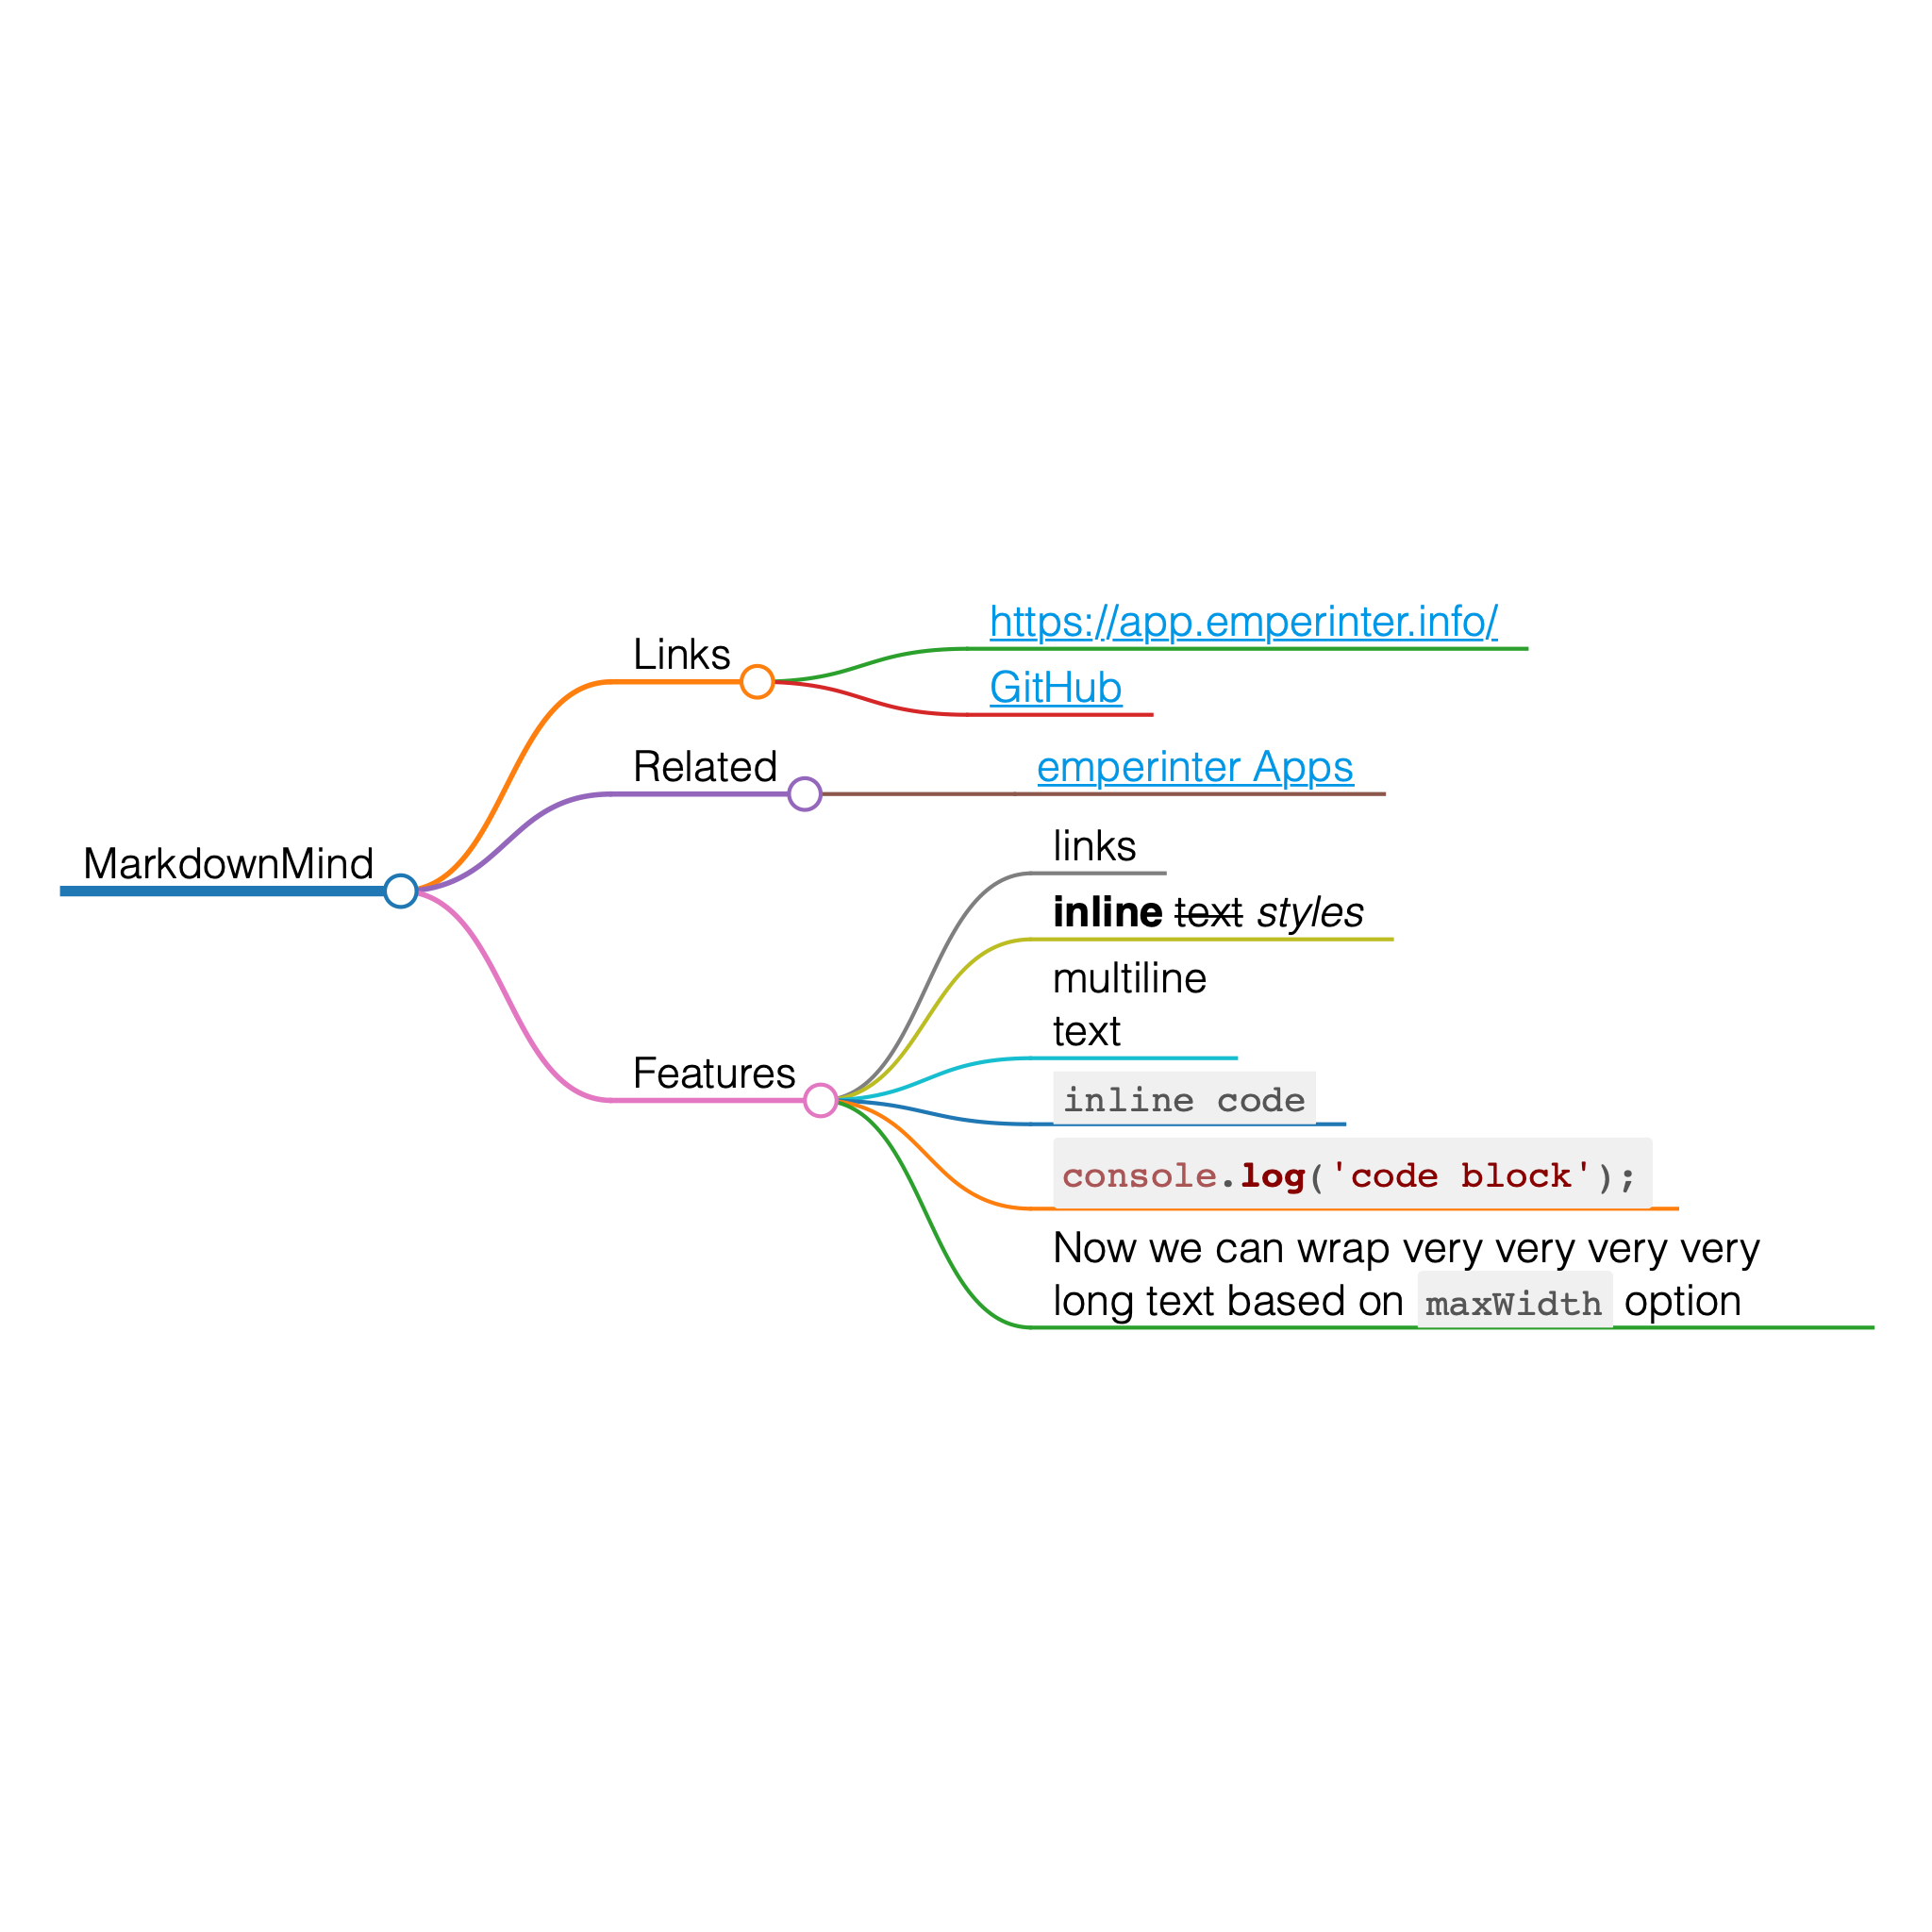 MarkdownMind
Links
https://app.emperinter.info/
GitHub
Related
emperinter Apps
Features
links
inline text styles
multiline
text
inline code
console.log('code block');
Now we can wrap very very very very
long text based on maxWidth option